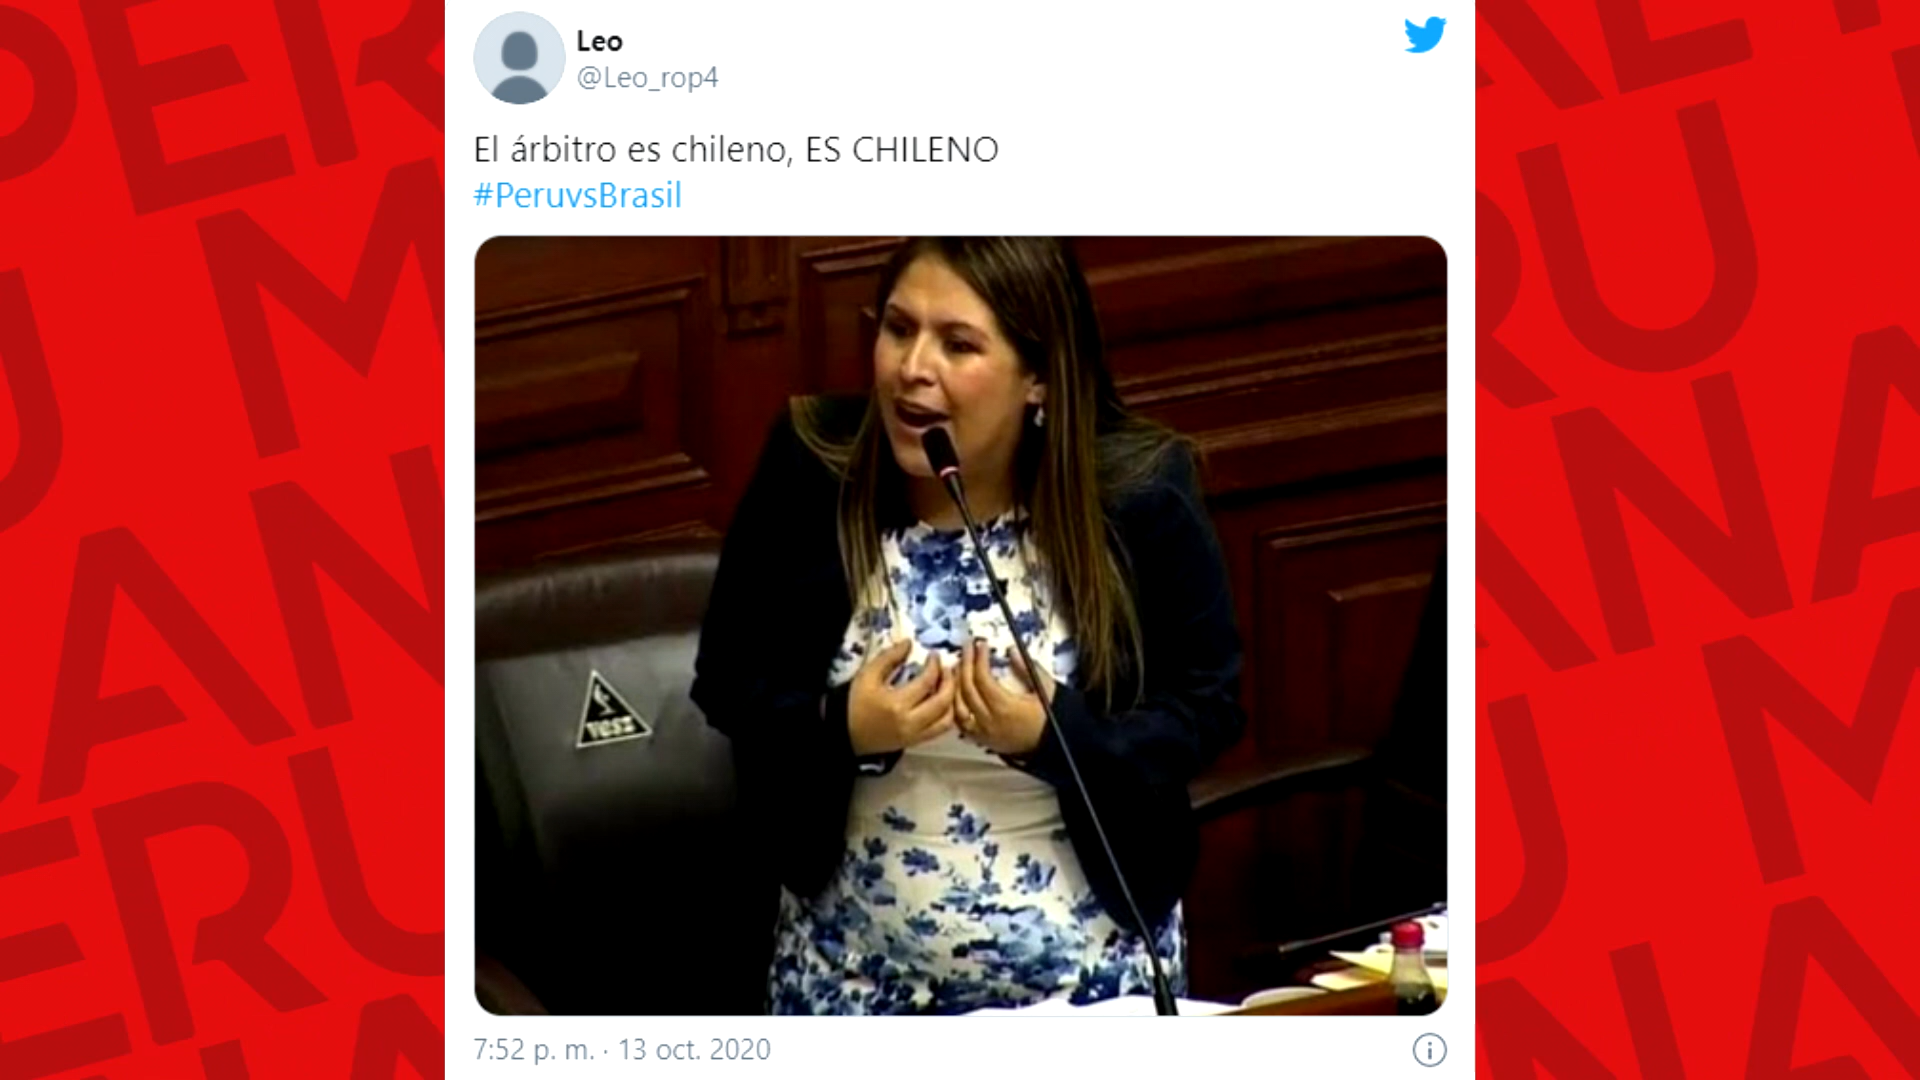 Leo
@Leo_rop4
El árbitro es chileno, ES CHILENO
#PeruvsBrasil
7:52 p. m. · 13 oct. 2020